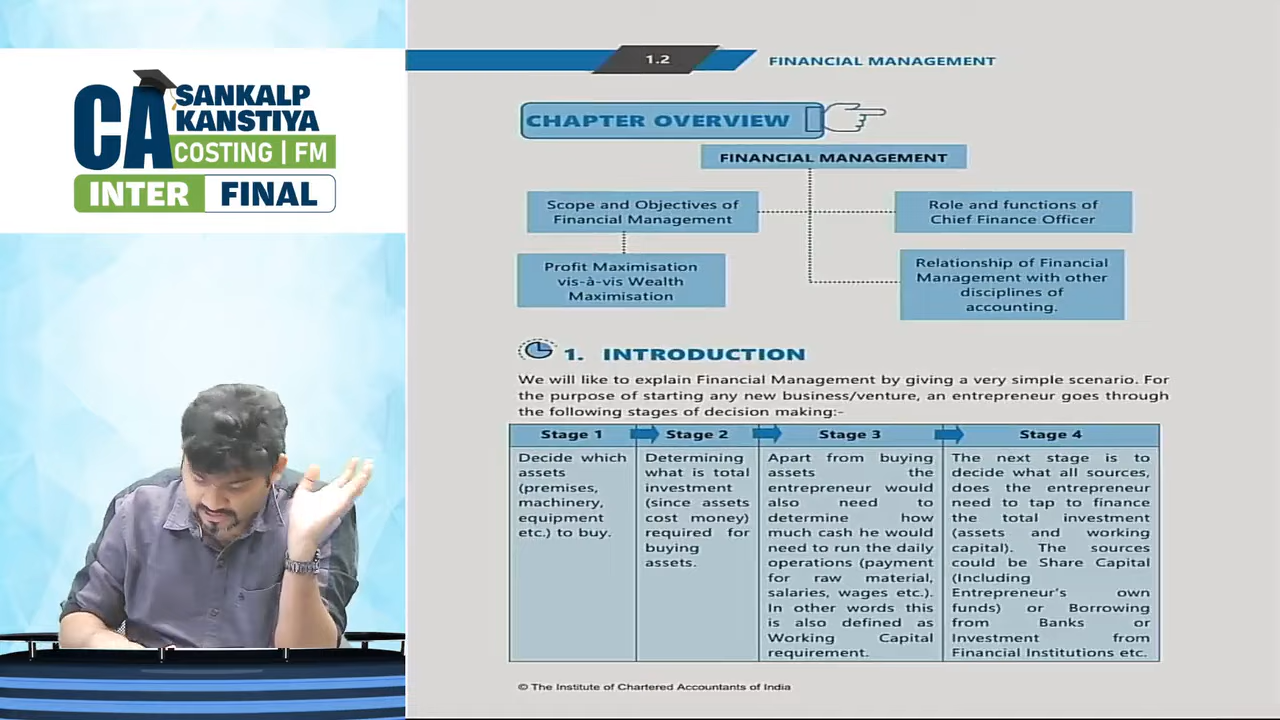 CA
SANKALP
KANSTIYA
COSTING | FM
INTER FINAL
1.2 FINANCIAL MANAGEMENT
CHAPTER OVERVIEW
FINANCIAL MANAGEMENT
Scope and Objectives of
Financial Management
Role and functions of
Chief Finance Officer
Profit Maximisation
vis-à-vis Wealth
Maximisation
Relationship of Financial
Management with other
disciplines of
accounting.
1. INTRODUCTION
We will like to explain Financial Management by giving a very simple scenario. For
the purpose of starting any new business/venture, an entrepreneur goes through
the following stages of decision making:-
Stage 1
Decide which
assets
(premises,
machinery,
equipment
etc.) to buy.
Stage 2
Determining
what is total
investment
(since assets
cost money)
required for
buying
assets.
Stage 3
Apart from buying
assets the
entrepreneur would
also need to
determine how
much cash he would
need to run the daily
operations (payment
for raw material,
salaries, wages etc.).
In other words this
is also defined as
Working Capital
requirement.
Stage 4
The next stage is to
decide what all sources,
does the entrepreneur
need to tap to finance
the total investment
(assets and working
capital). The sources
could be Share Capital
(Including
Entrepreneur's own
funds) or Borrowing
from Banks or
Investment from
Financial Institutions etc.
© The Institute of Chartered Accountants of India